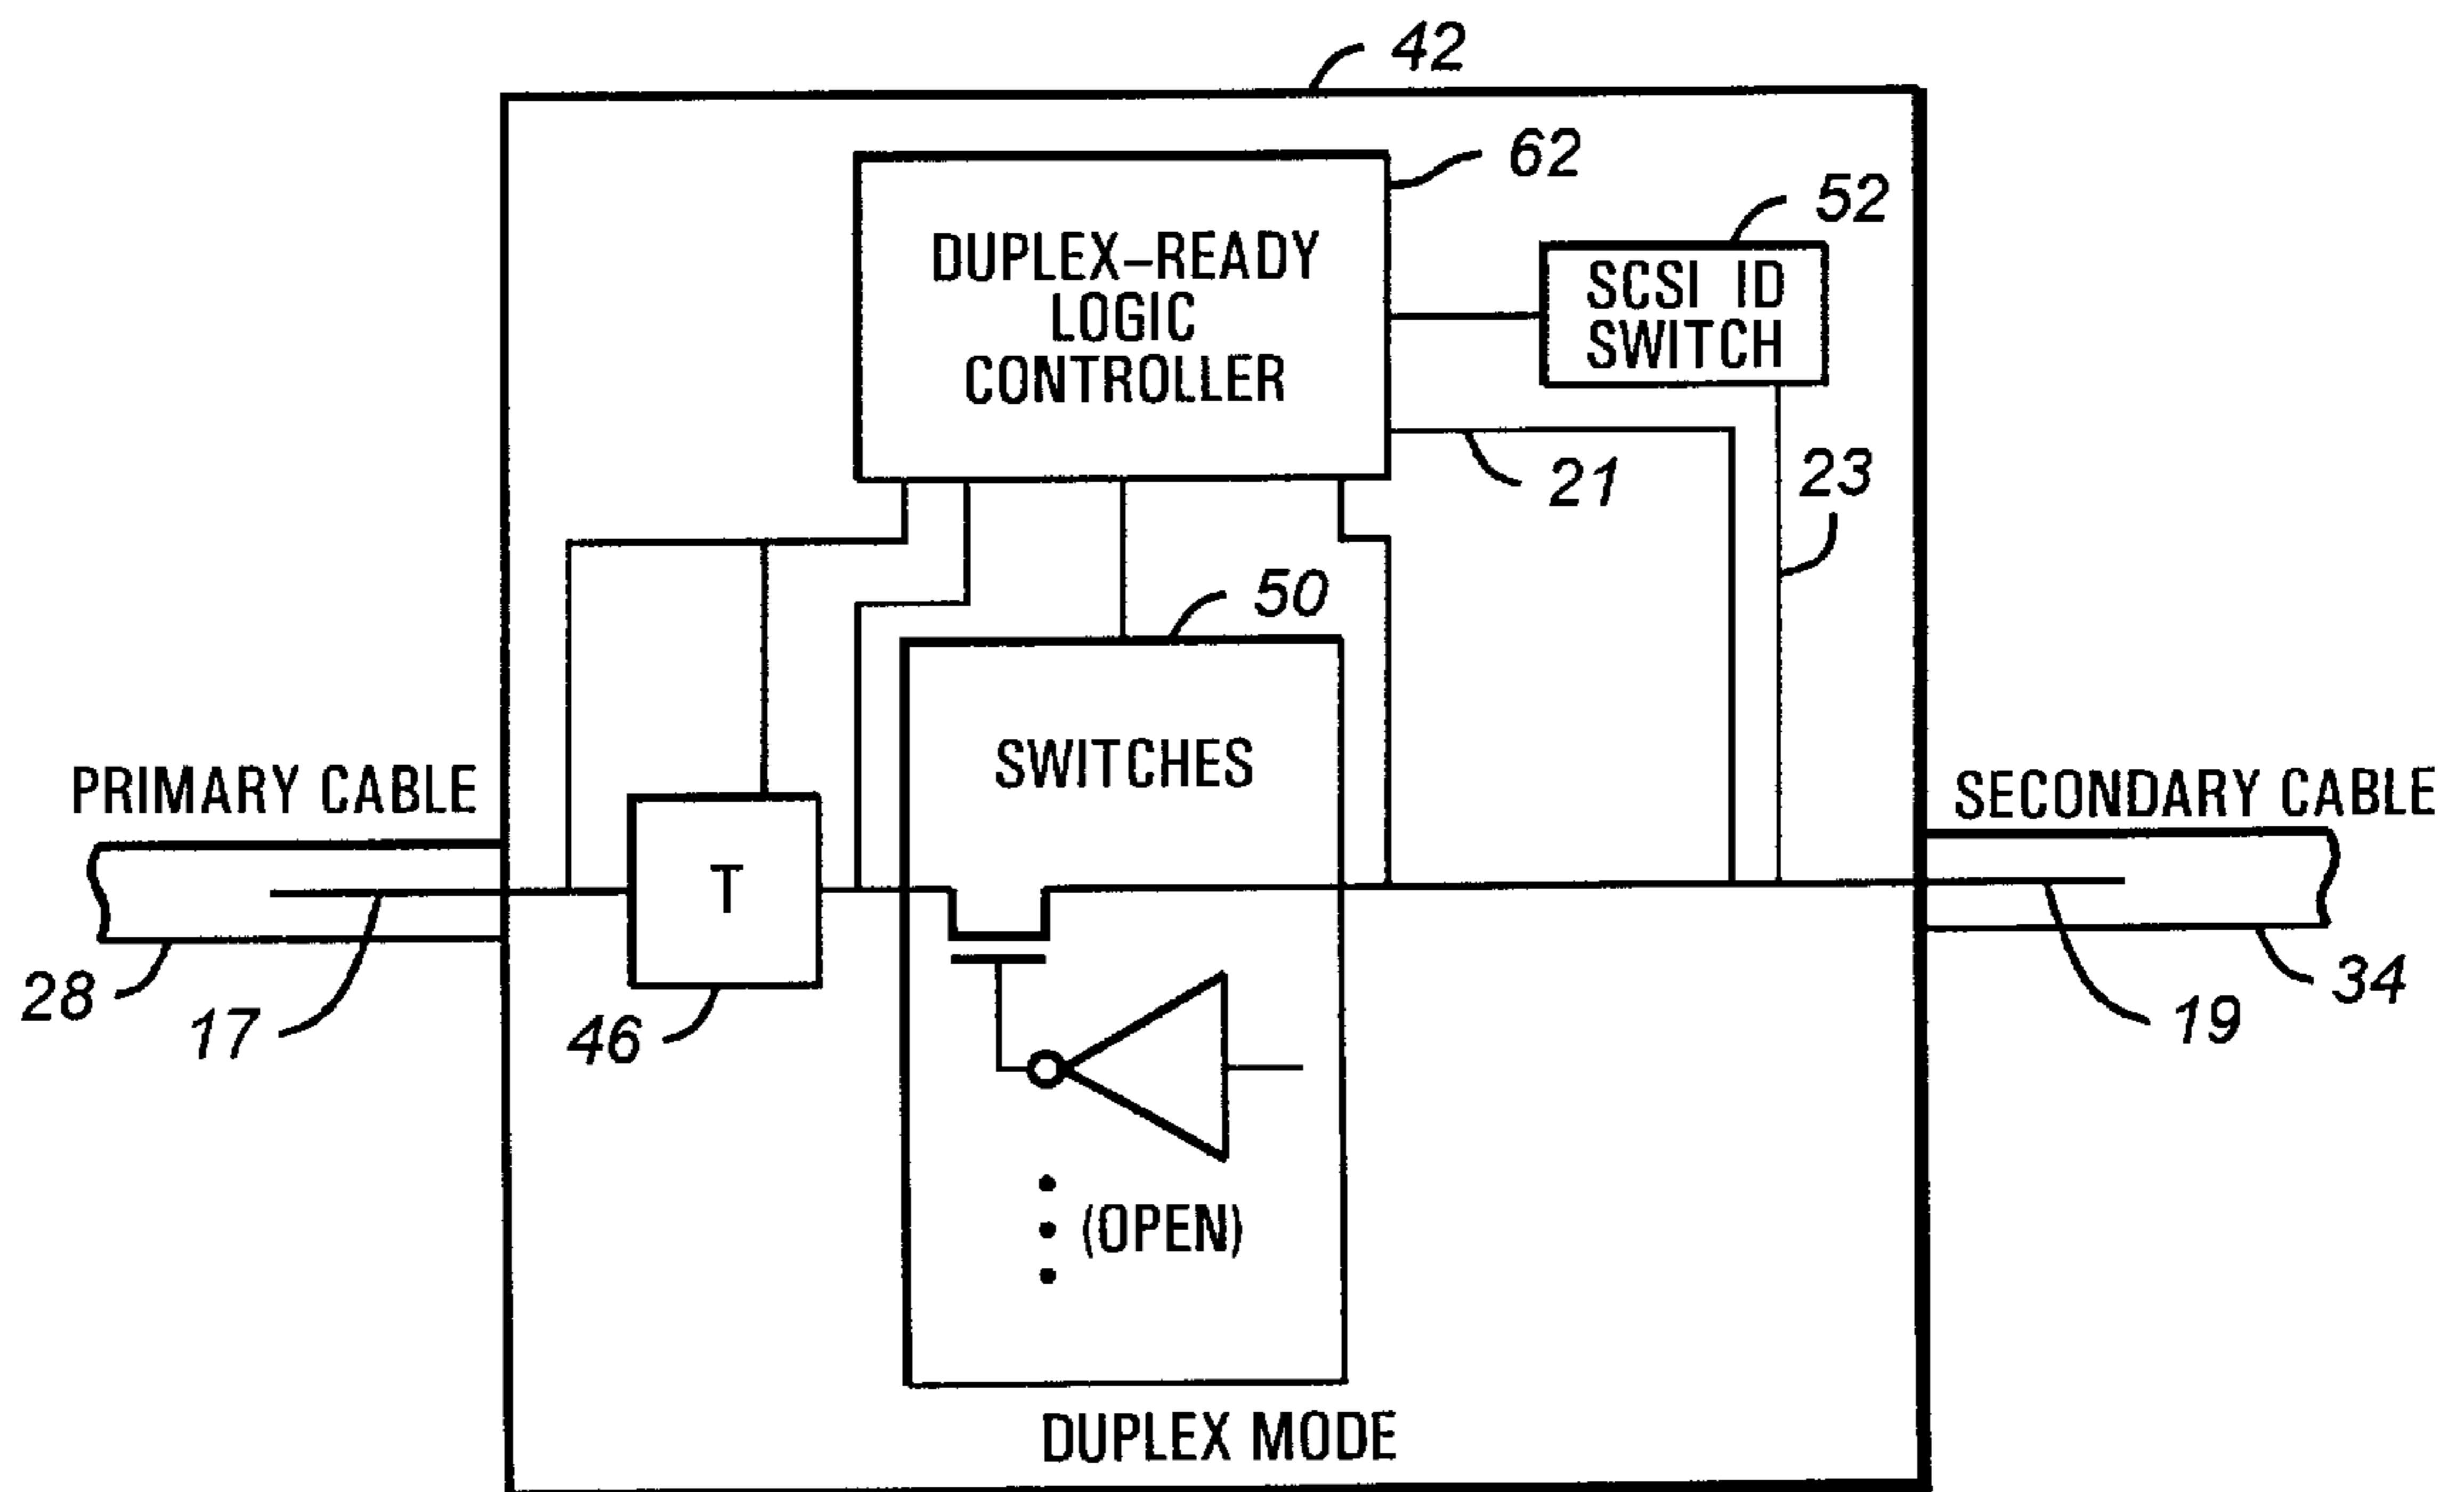 42
62
DUPLEX-READY
LOGIC
CONTROLLER
52
SCSI ID
SWITCH
21
23
50
SWITCHES
PRIMARY CABLE
SECONDARY CABLE
T
28
17
46
19
34
(OPEN)
DUPLEX MODE